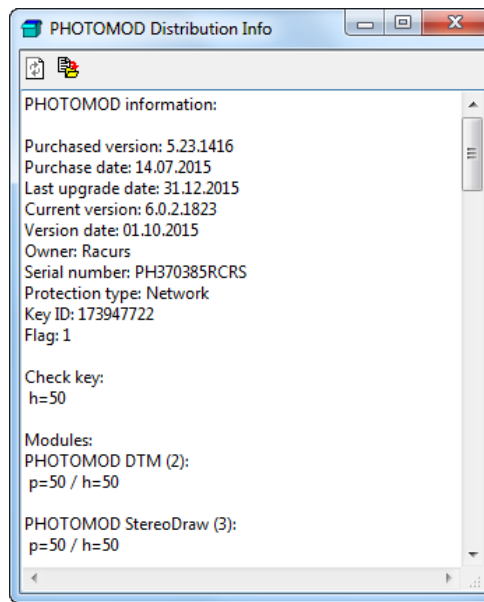 PHOTOMOD Distribution Info
PHOTOMOD information:
Purchased version: 5.23.1416
Purchase date: 14.07.2015
Last upgrade date: 31.12.2015
Current version: 6.0.2.1823
Version date: 01.10.2015
Owner: Racurs
Serial number: PH370385RCRS
Protection type: Network
Key ID: 173947722
Flag: 1
Check key:
h=50
Modules:
PHOTOMOD DTM (2):
p=50 / h=50
PHOTOMOD StereoDraw (3):
p=50 / h=50